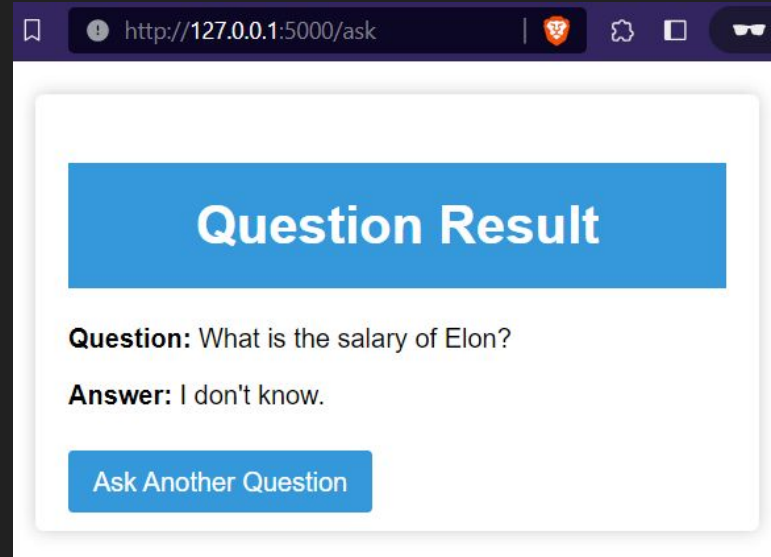 http://127.0.0.1:5000/ask
Question Result
Question: What is the salary of Elon?
Answer: I don't know.
Ask Another Question